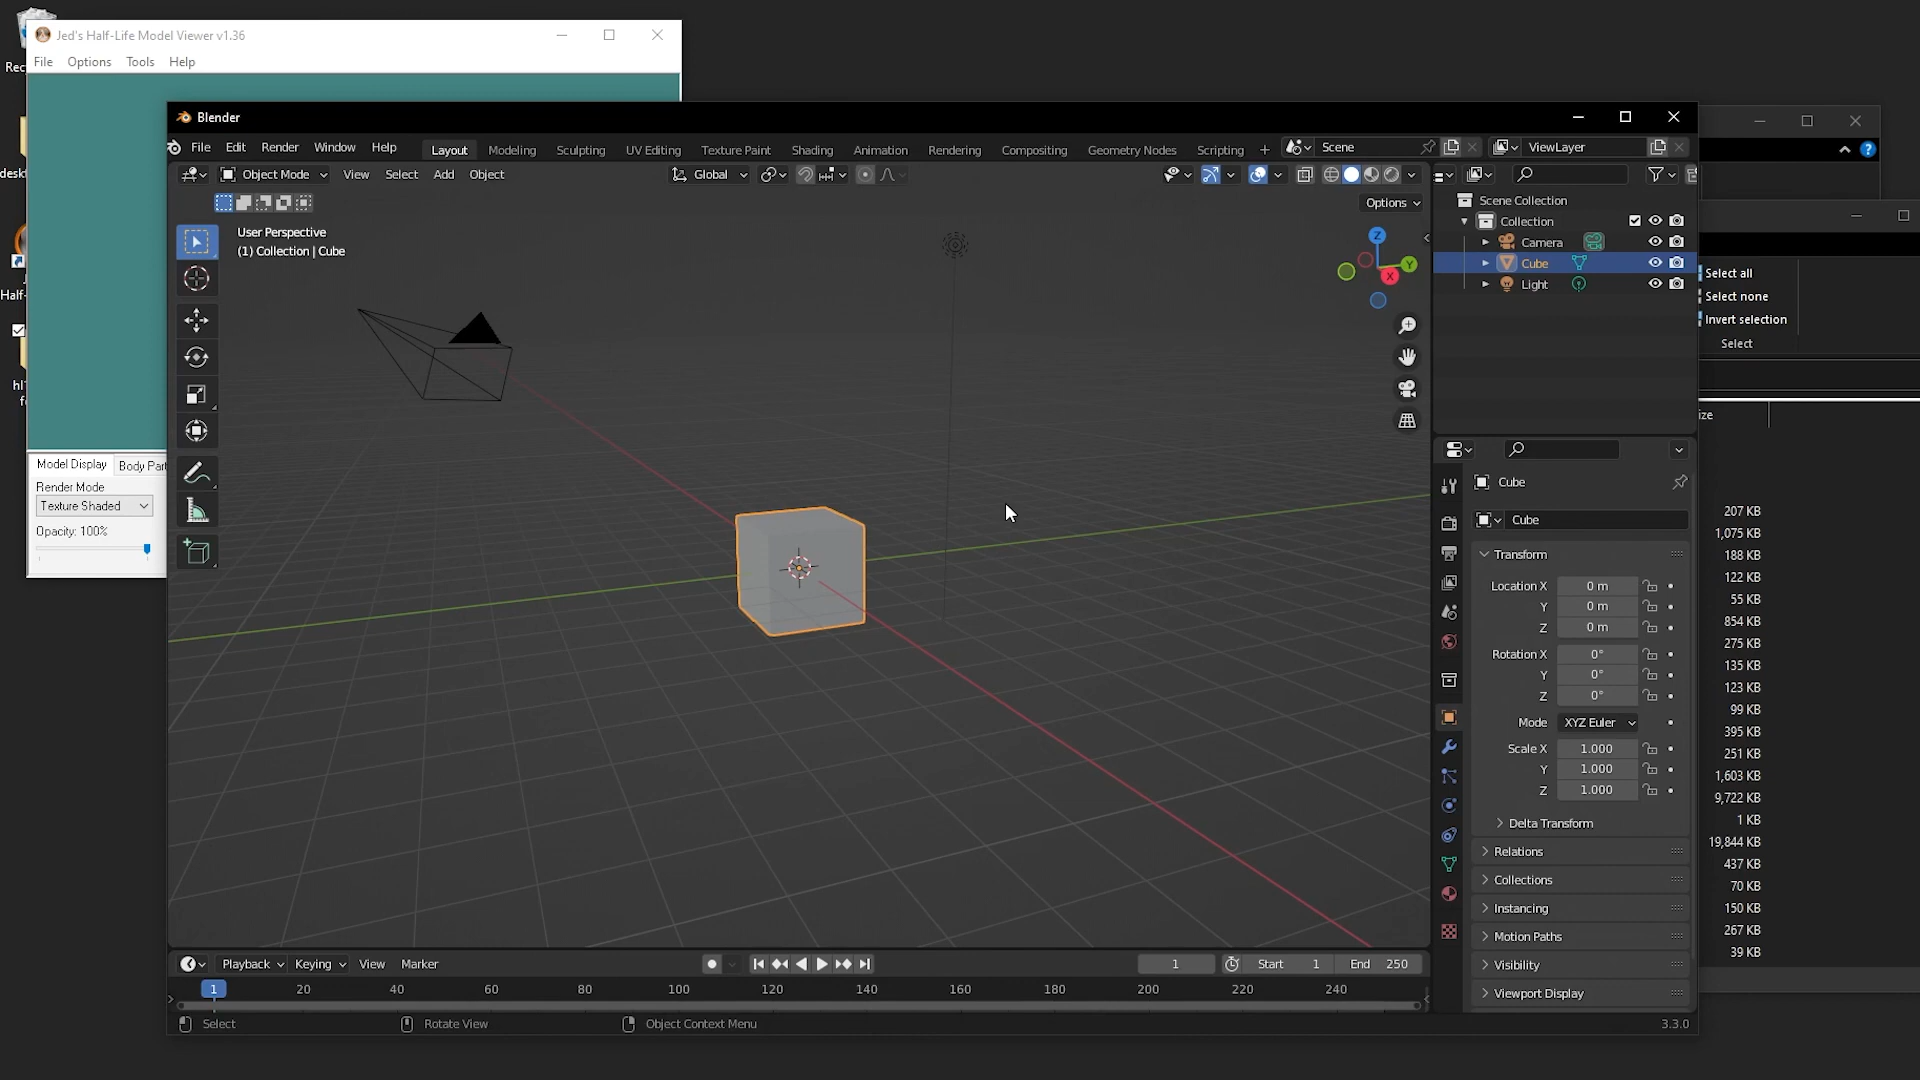 Jed's Half-Life Model Viewer v1.36
File Options Tools Help
Blender
File Edit Render Window Help
Layout Modeling Sculpting UV Editing Texture Paint Shading Animation Rendering Compositing Geometry Nodes Scripting +
Scene
ViewLayer
Object Mode View Select Add Object
Global
Options
User Perspective
(1) Collection | Cube
Z
Y
X
Scene Collection
Collection
Camera
Cube
Light
Select all
Select none
Invert selection
Select
Model Display
Render Mode
Texture Shaded
Opacity: 100%
Cube
Cube
Transform
Location X 0 m
Y 0 m
Z 0 m
Rotation X 0°
Y 0°
Z 0°
Mode XYZ Euler
Scale X 1.000
Y 1.000
Z 1.000
Delta Transform
Relations
Collections
Instancing
Motion Paths
Visibility
Viewport Display
207 KB
1,075 KB
188 KB
122 KB
55 KB
854 KB
275 KB
135 KB
123 KB
99 KB
395 KB
251 KB
1,603 KB
9,722 KB
1 KB
19,844 KB
437 KB
70 KB
150 KB
267 KB
39 KB
Playback Keying View Marker
1
Start 1
End 250
1 20 40 60 80 100 120 140 160 180 200 220 240
Select
Rotate View
Object Context Menu
3.3.0